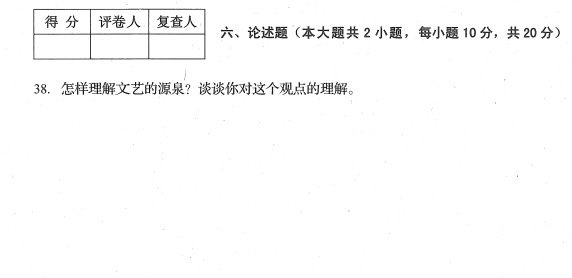 得 分 评卷人 复查人
六、论述题（本大题共 2 小题，每小题 10 分，共 20 分）
38. 怎样理解文艺的源泉？谈谈你对这个观点的理解。